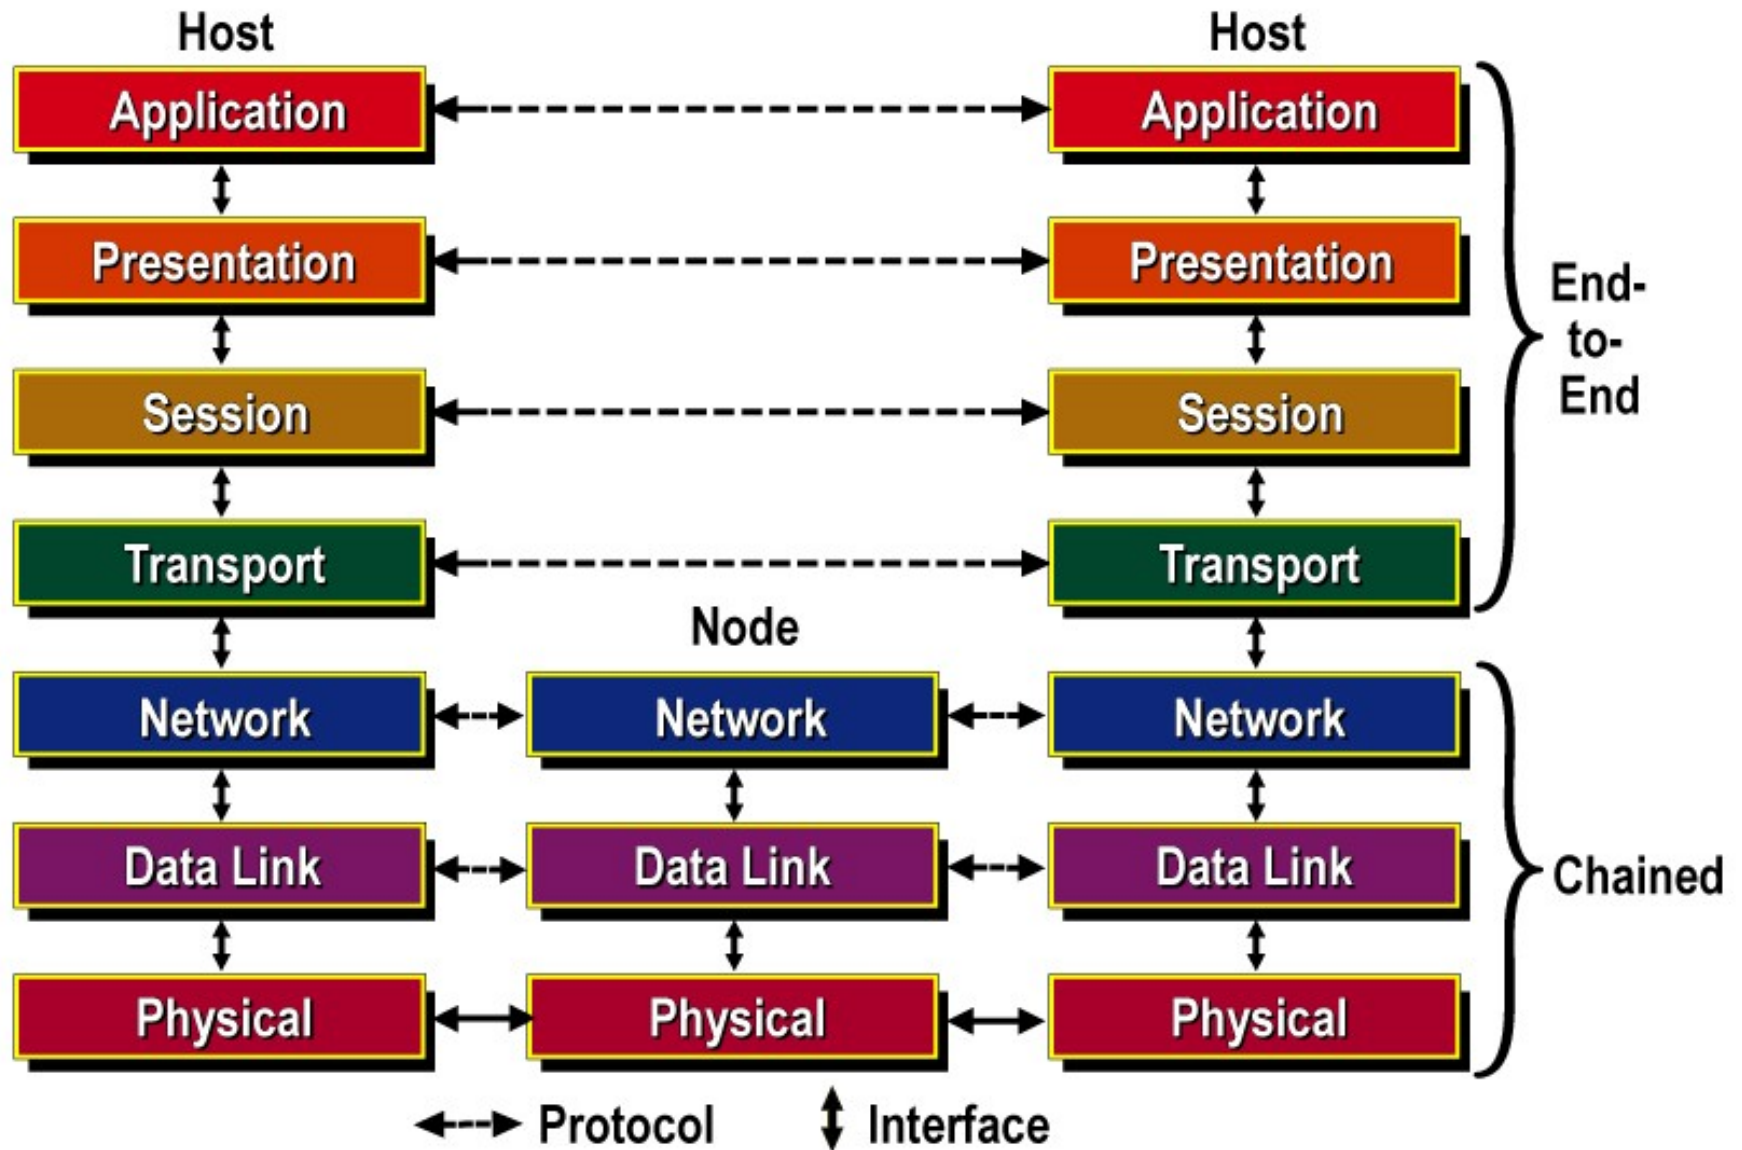 Host Host
Application Application
Presentation Presentation
End-
to-
End
Session Session
Transport Transport
Node
Network Network Network
Data Link Data Link Data Link
Chained
Physical Physical Physical
Protocol Interface